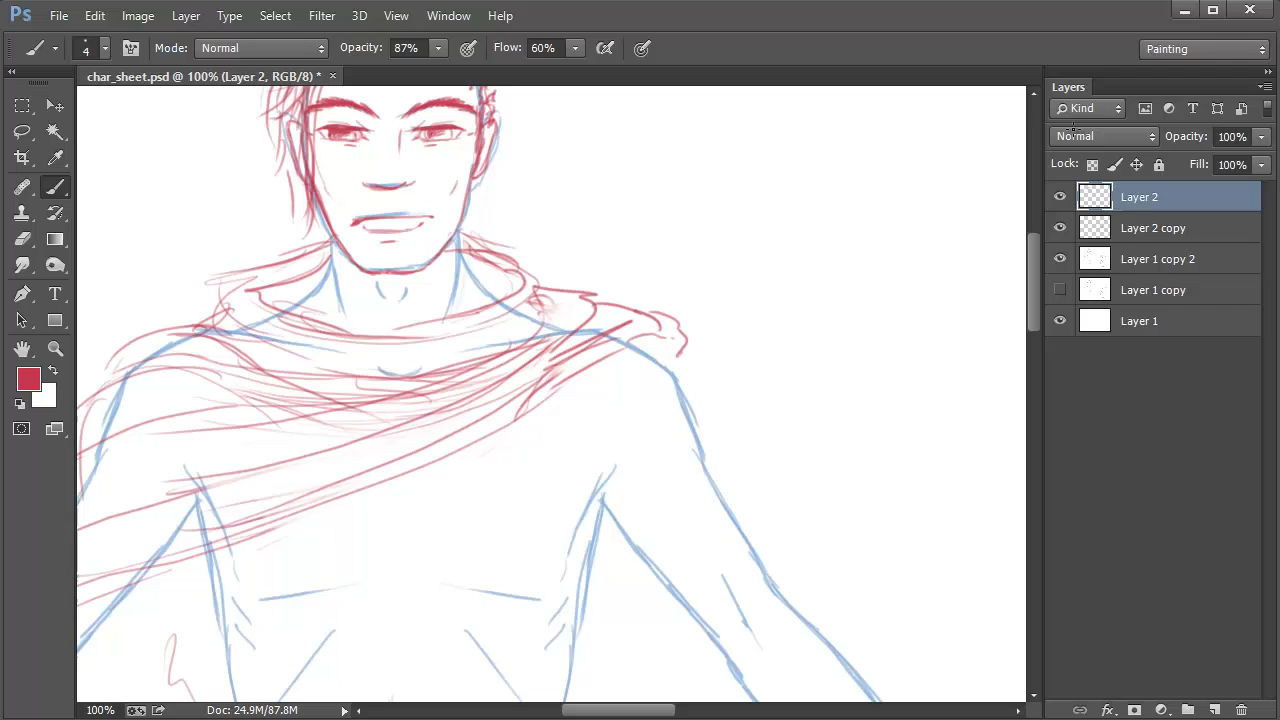 Ps File Edit Image Layer Type Select Filter 3D View Window Help
4 Mode: Normal Opacity: 87% Flow: 60% Painting
char_sheet.psd @ 100% (Layer 2, RGB/8) * ×
Layers
Kind
Normal Opacity: 100%
Lock: Fill: 100%
Layer 2
Layer 2 copy
Layer 1 copy 2
Layer 1 copy
Layer 1
T
100% Doc: 24.9M/87.8M
fx